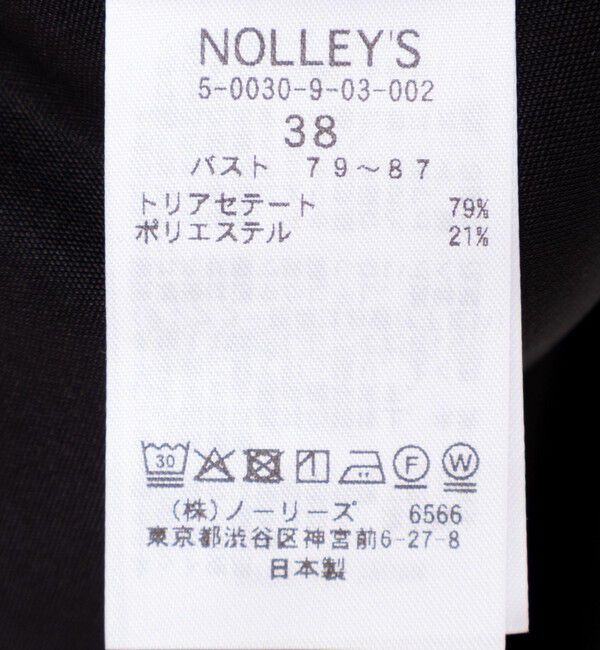 NOLLEY'S
5-0030-9-03-002
38
バスト 79～87
トリアセテート 79%
ポリエステル 21%
30 F W
(株)ノーリーズ 6566
東京都渋谷区神宮前6-27-8
日本製